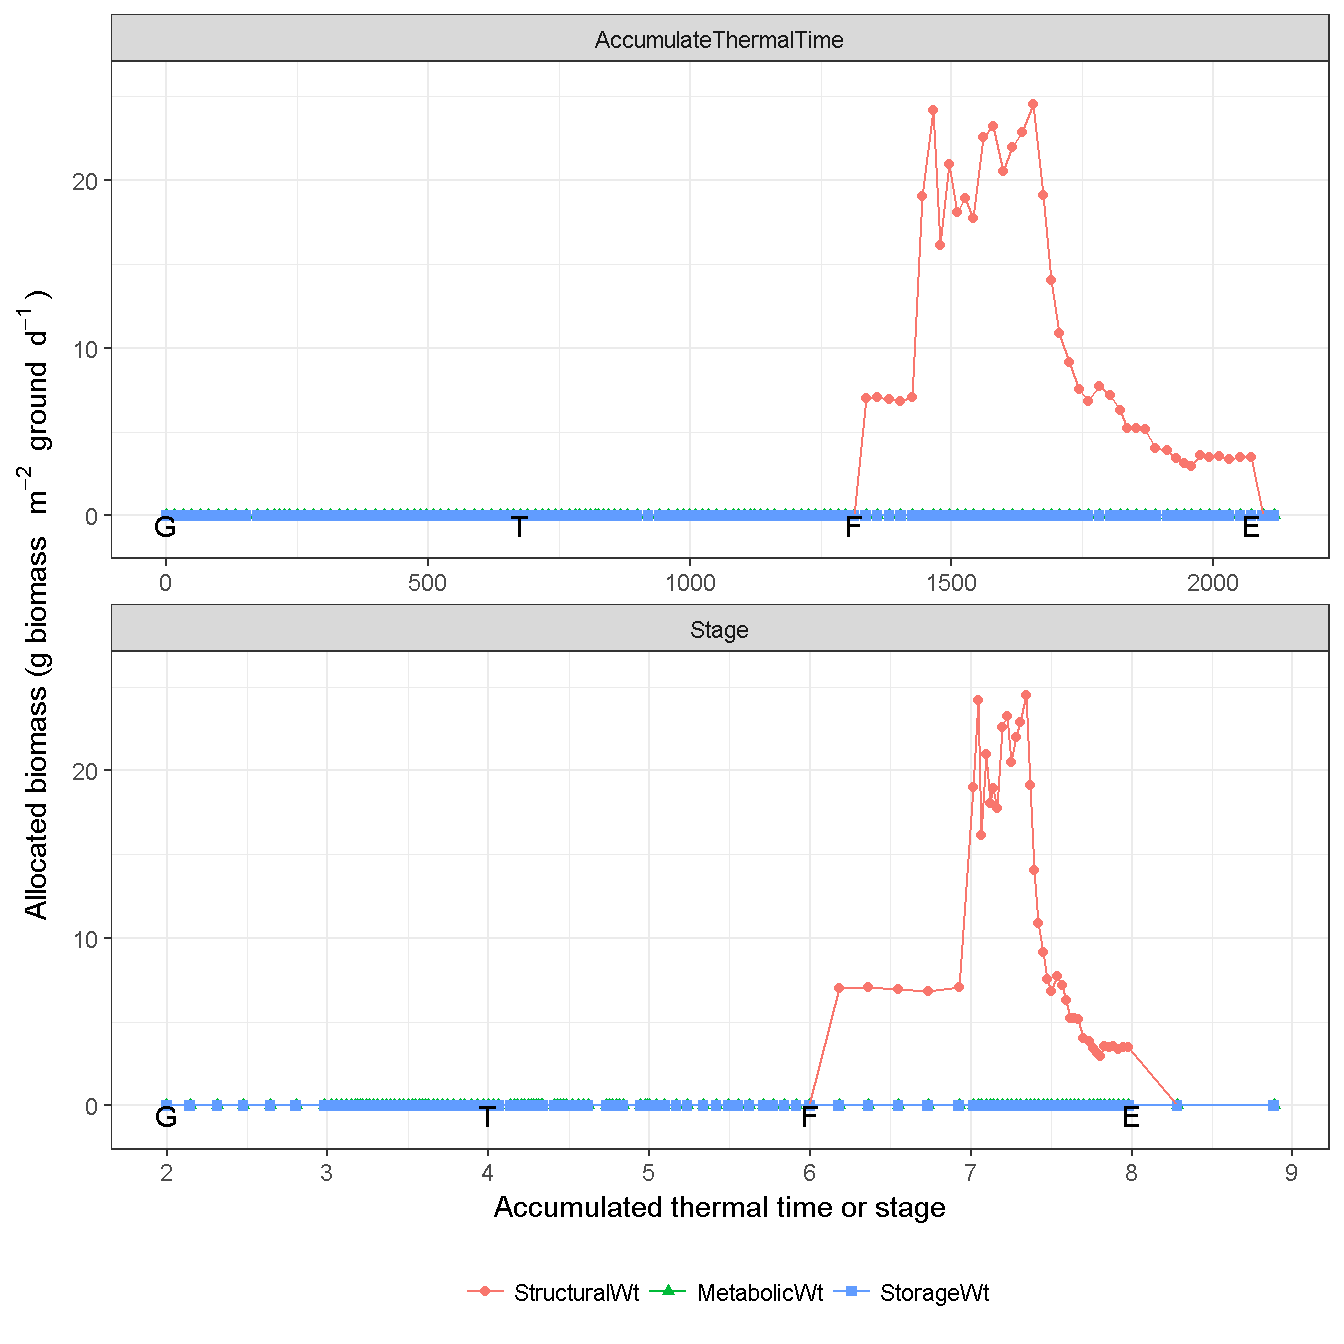 AccumulateThermalTime
20
10
0
G T F E
0 500 1000 1500 2000
Stage
20
10
0
G T F E
2 3 4 5 6 7 8 9
Allocated biomass (g biomass m⁻² ground d⁻¹)
Accumulated thermal time or stage
StructuralWt MetabolicWt StorageWt